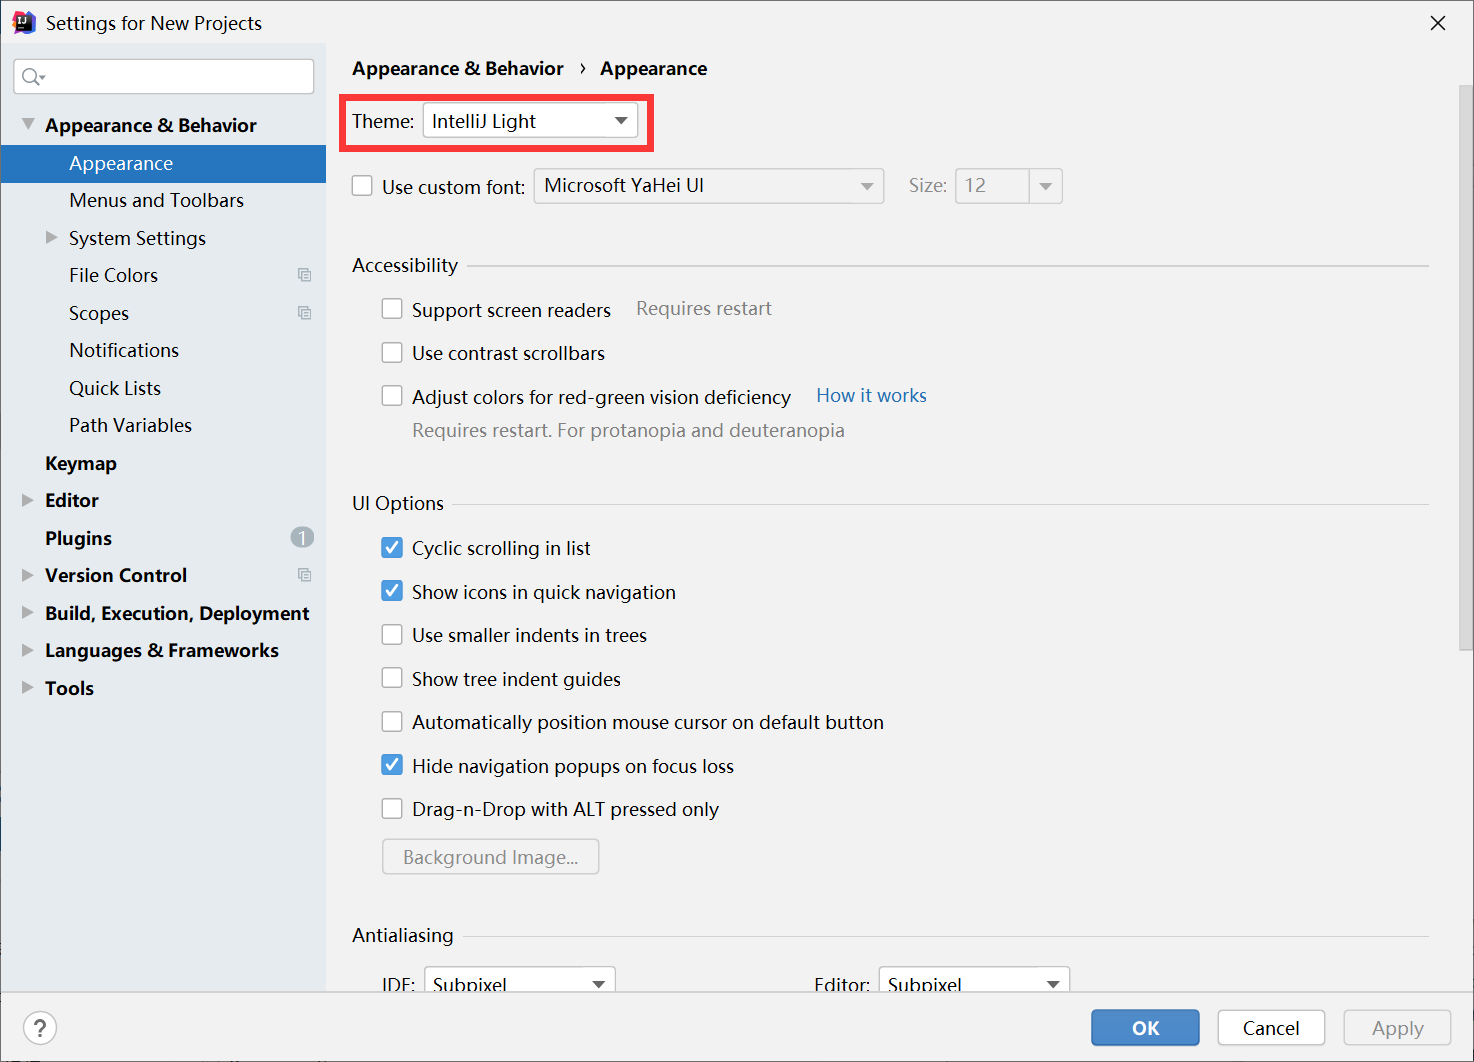 Settings for New Projects
Appearance & Behavior
Appearance
Menus and Toolbars
System Settings
File Colors
Scopes
Notifications
Quick Lists
Path Variables
Keymap
Editor
Plugins 1
Version Control
Build, Execution, Deployment
Languages & Frameworks
Tools
Appearance & Behavior › Appearance
Theme: IntelliJ Light
Use custom font: Microsoft YaHei UI Size: 12
Accessibility
Support screen readers Requires restart
Use contrast scrollbars
Adjust colors for red-green vision deficiency How it works
Requires restart. For protanopia and deuteranopia
UI Options
Cyclic scrolling in list
Show icons in quick navigation
Use smaller indents in trees
Show tree indent guides
Automatically position mouse cursor on default button
Hide navigation popups on focus loss
Drag-n-Drop with ALT pressed only
Background Image...
Antialiasing
IDE: Subpixel Editor: Subpixel
? OK Cancel Apply